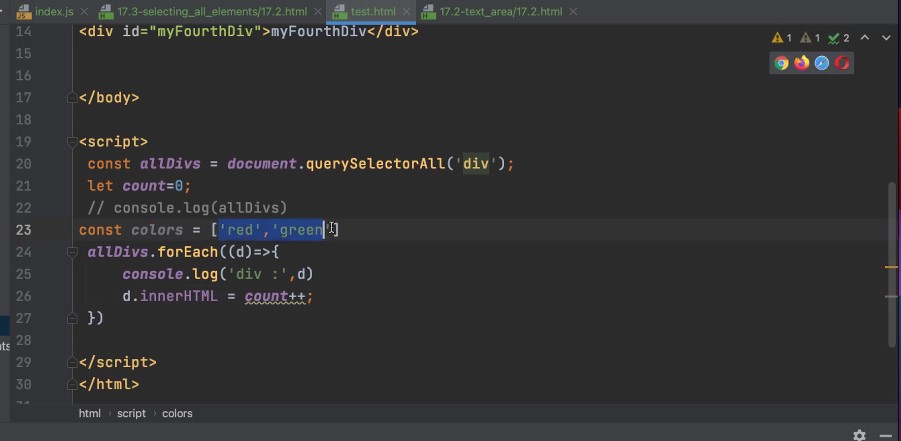 index.js 17.3-selecting_all_elements/17.2.html test.html 17.2-text_area/17.2.html
14 <div id="myFourthDiv">myFourthDiv</div>
1 1 2
15
16
17 </body>
18
19 <script>
20 const allDivs = document.querySelectorAll('div');
21 let count=0;
22 // console.log(allDivs)
23 const colors = ['red','green']
24 allDivs.forEach((d)=>{
25 console.log('div :',d)
26 d.innerHTML = count++;
27 })
28
29 </script>
30 </html>
html › script › colors